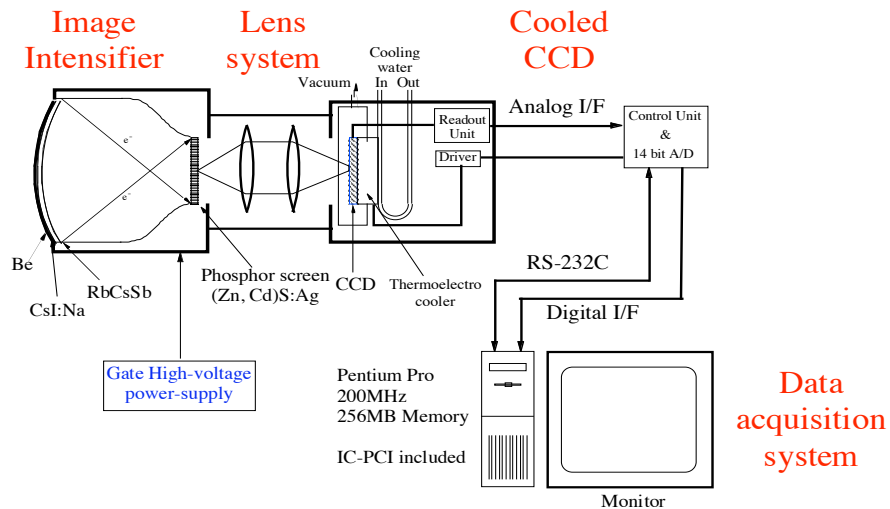 Image
Intensifier
Lens
system
Cooled
CCD
Cooling
water
In Out
Vacuum
Readout
Unit
Driver
Analog I/F
Control Unit
&
14 bit A/D
e-
e-
Be
CsI:Na
RbCsSb
Phosphor screen
(Zn, Cd)S:Ag
CCD
Thermoelectro
cooler
RS-232C
Digital I/F
Gate High-voltage
power-supply
Pentium Pro
200MHz
256MB Memory
IC-PCI included
Monitor
Data
acquisition
system